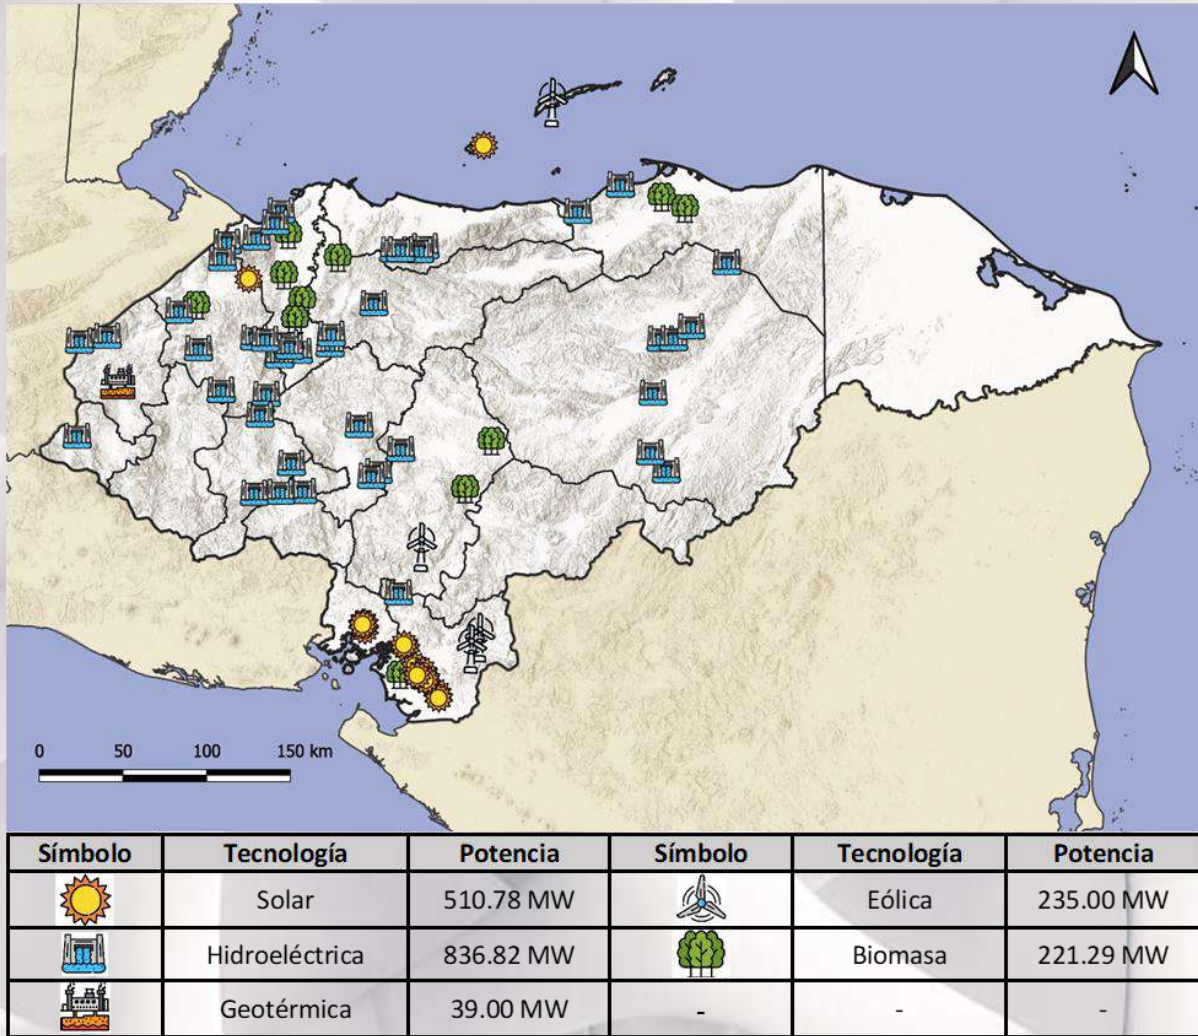 0 50 100 150 km
Símbolo Tecnología Potencia Símbolo Tecnología Potencia
Solar 510.78 MW Eólica 235.00 MW
Hidroeléctrica 836.82 MW Biomasa 221.29 MW
Geotérmica 39.00 MW - - -